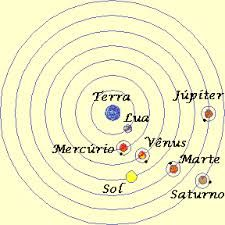 Terra
Júpiter
Lua
Mercúrio
Vênus
Marte
Sol
Saturno